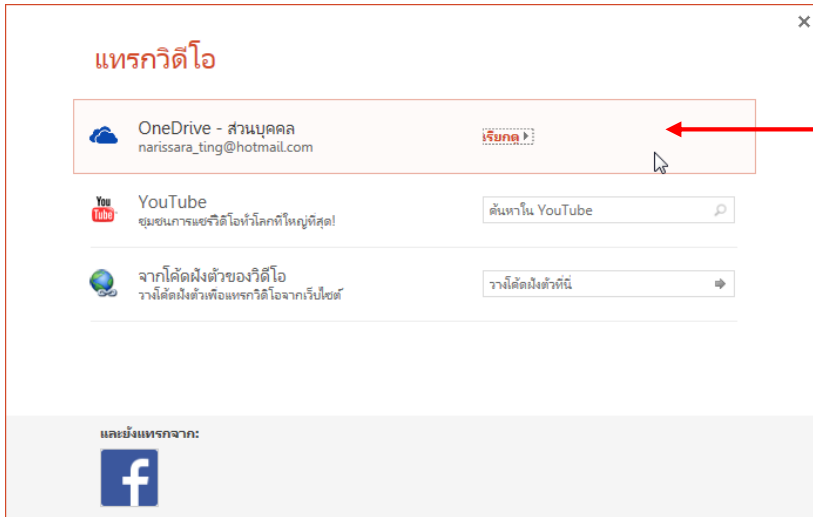 แทรกวิดีโอ
OneDrive - ส่วนบุคคล
narissara_ting@hotmail.com
เรียกดู
YouTube
ชุมชนการแชร์วิดีโอทั่วโลกที่ใหญ่ที่สุด!
ค้นหาใน YouTube
You
Tube
จากโค้ดฝังตัวของวิดีโอ
วางโค้ดฝังตัวเพื่อแทรกวิดีโอจากเว็บไซต์
วางโค้ดฝังตัวที่นี่
และยังแทรกจาก:
f